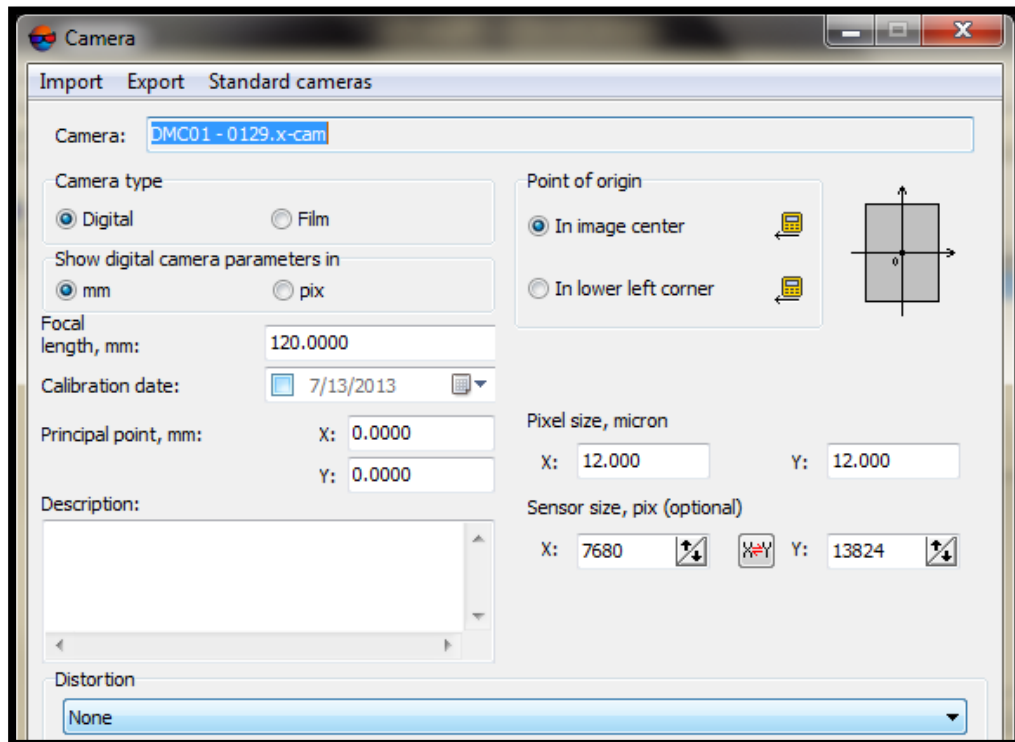 Camera
Import Export Standard cameras
Camera: DMC01 - 0129.x-cam
Camera type
Digital Film
Show digital camera parameters in
mm pix
Point of origin
In image center
In lower left corner
0
Focal
length, mm: 120.0000
Calibration date: 7/13/2013
Principal point, mm: X: 0.0000
Y: 0.0000
Pixel size, micron
X: 12.000 Y: 12.000
Description:
Sensor size, pix (optional)
X: 7680 X⇌Y Y: 13824
Distortion
None